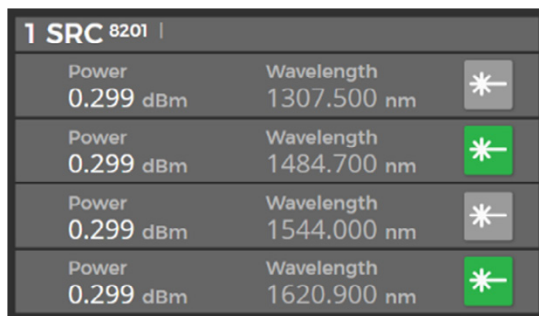 1 SRC 8201 |
Power Wavelength
0.299 dBm 1307.500 nm
Power Wavelength
0.299 dBm 1484.700 nm
Power Wavelength
0.299 dBm 1544.000 nm
Power Wavelength
0.299 dBm 1620.900 nm